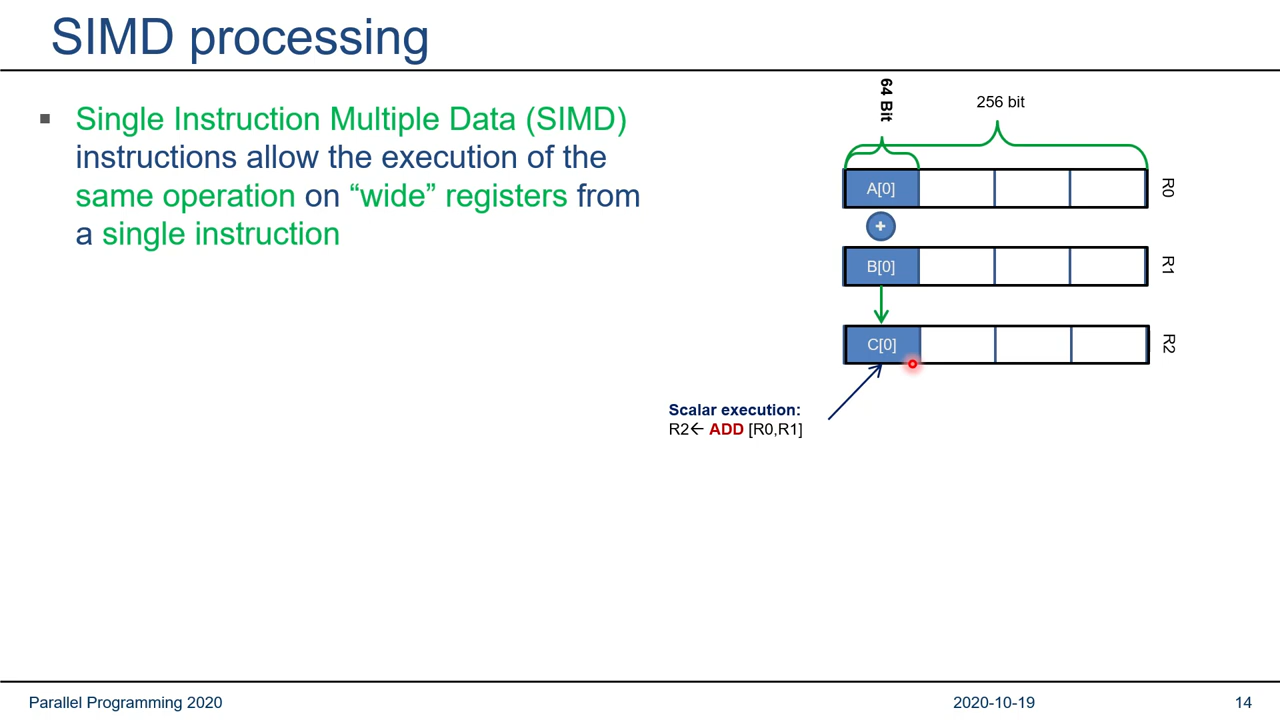 SIMD processing
▪ Single Instruction Multiple Data (SIMD)
instructions allow the execution of the
same operation on “wide” registers from
a single instruction
64 Bit
256 bit
A[0]
R0
+
B[0]
R1
C[0]
R2
Scalar execution:
R2← ADD [R0,R1]
Parallel Programming 2020
2020-10-19
14